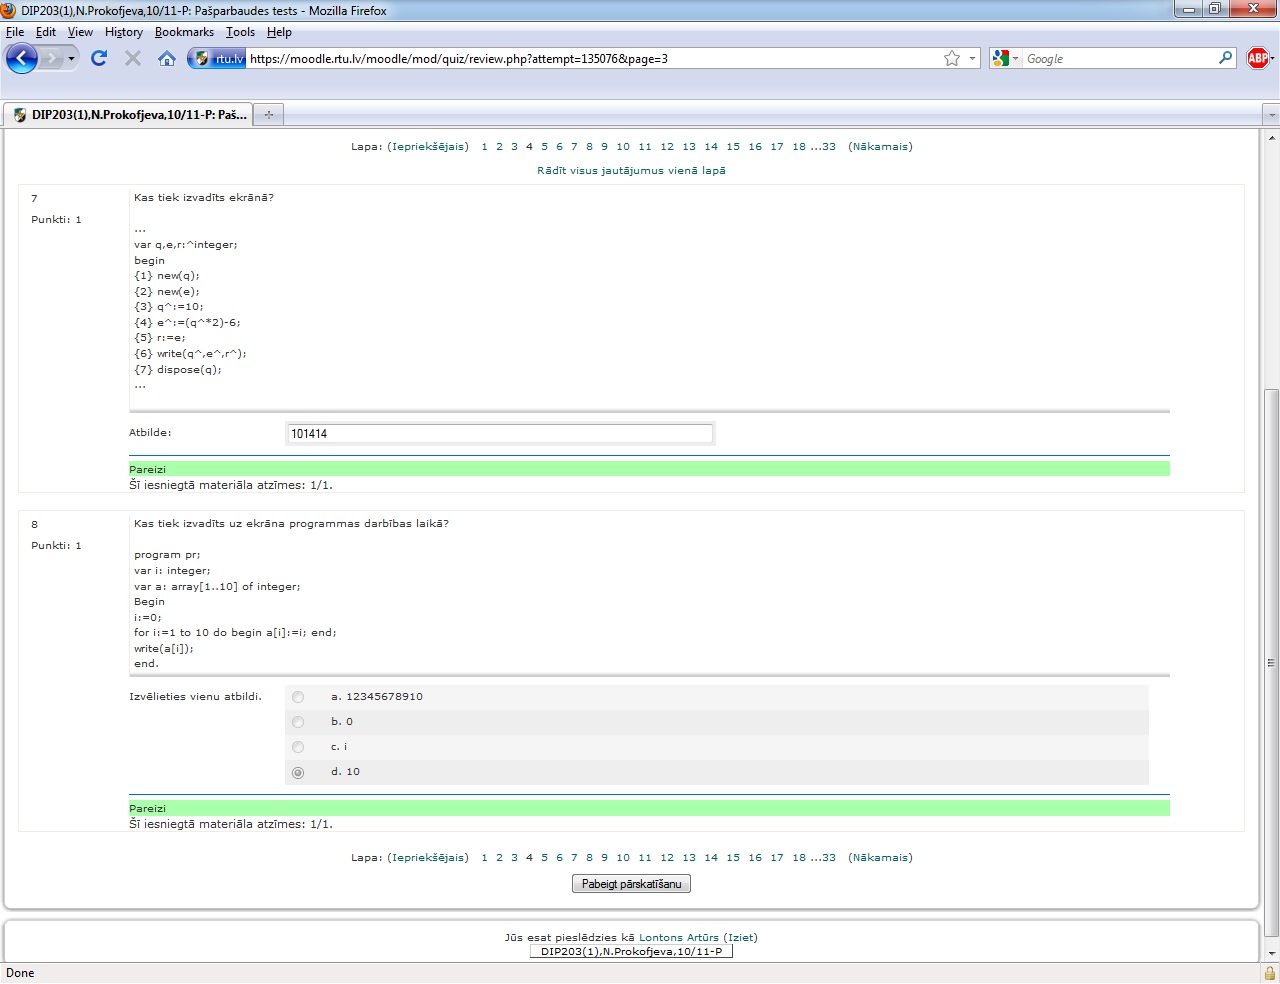 DIP203(1),N.Prokofjeva,10/11-P: Pašparbaudes tests - Mozilla Firefox
File Edit View History Bookmarks Tools Help
rtu.lv https://moodle.rtu.lv/moodle/mod/quiz/review.php?attempt=135076&page=3 Google ABP
DIP203(1),N.Prokofjeva,10/11-P: Paš...
Lapa: (Iepriekšējais) 1 2 3 4 5 6 7 8 9 10 11 12 13 14 15 16 17 18 ...33 (Nākamais)
Rādīt visus jautājumus vienā lapā
7 Kas tiek izvadīts ekrānā?
Punkti: 1
...
var q,e,r:^integer;
begin
{1} new(q);
{2} new(e);
{3} q^:=10;
{4} e^:=(q^*2)-6;
{5} r:=e;
{6} write(q^,e^,r^);
{7} dispose(q);
...
Atbilde: 101414
Pareizi
Šī iesniegtā materiāla atzīmes: 1/1.
8 Kas tiek izvadīts uz ekrāna programmas darbības laikā?
Punkti: 1
program pr;
var i: integer;
var a: array[1..10] of integer;
Begin
i:=0;
for i:=1 to 10 do begin a[i]:=i; end;
write(a[i]);
end.
Izvēlieties vienu atbildi. a. 12345678910
b. 0
c. i
d. 10
Pareizi
Šī iesniegtā materiāla atzīmes: 1/1.
Lapa: (Iepriekšējais) 1 2 3 4 5 6 7 8 9 10 11 12 13 14 15 16 17 18 ...33 (Nākamais)
Pabeigt pārskatīšanu
Jūs esat pieslēdzies kā Lontons Artūrs (Iziet)
DIP203(1),N.Prokofjeva,10/11-P
Done